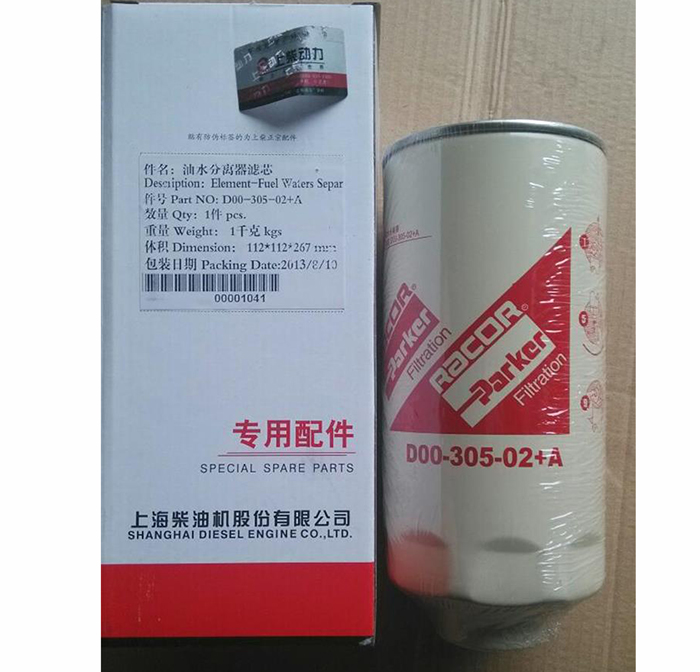 上柴动力
贴有防伪标签的为上柴正宗配件
件名：油水分离器滤芯
Description: Element-Fuel Waters Separ
件号 Part NO: D00-305-02+A
数量 Qty: 1件 pcs.
重量 Weight: 1千克 kgs
体积 Dimension: 112*112*267 mm
包装日期 Packing Date:2013/8/10
00001041
专用配件
SPECIAL SPARE PARTS
上海柴油机股份有限公司
SHANGHAI DIESEL ENGINE CO.,LTD.
RACOR
Parker
Filtration
RACOR
Parker
Filtration
D00-305-02+A